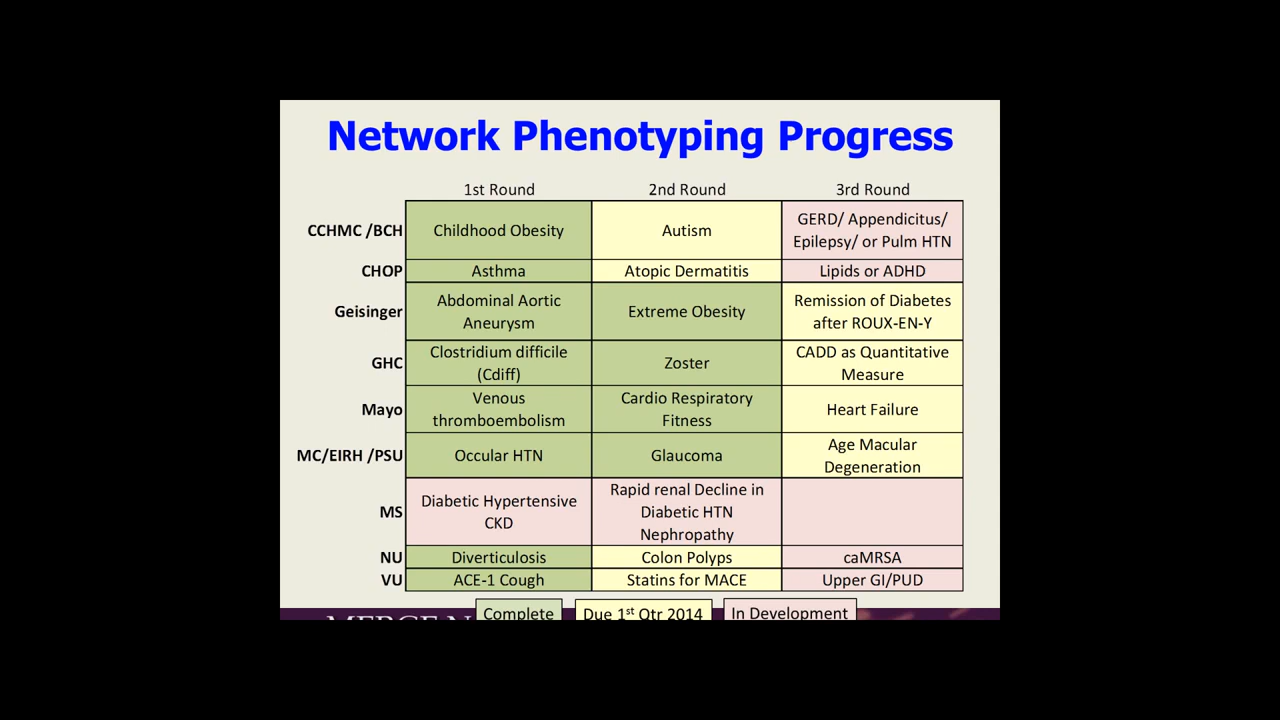 Network Phenotyping Progress
1st Round 2nd Round 3rd Round
CCHMC /BCH Childhood Obesity Autism GERD/ Appendicitus/
Epilepsy/ or Pulm HTN
CHOP Asthma Atopic Dermatitis Lipids or ADHD
Geisinger Abdominal Aortic
Aneurysm Extreme Obesity Remission of Diabetes
after ROUX-EN-Y
GHC Clostridium difficile
(Cdiff) Zoster CADD as Quantitative
Measure
Mayo Venous
thromboembolism Cardio Respiratory
Fitness Heart Failure
MC/EIRH /PSU Occular HTN Glaucoma Age Macular
Degeneration
MS Diabetic Hypertensive
CKD Rapid renal Decline in
Diabetic HTN
Nephropathy
NU Diverticulosis Colon Polyps caMRSA
VU ACE-1 Cough Statins for MACE Upper GI/PUD
Complete Due 1st Qtr 2014 In Development